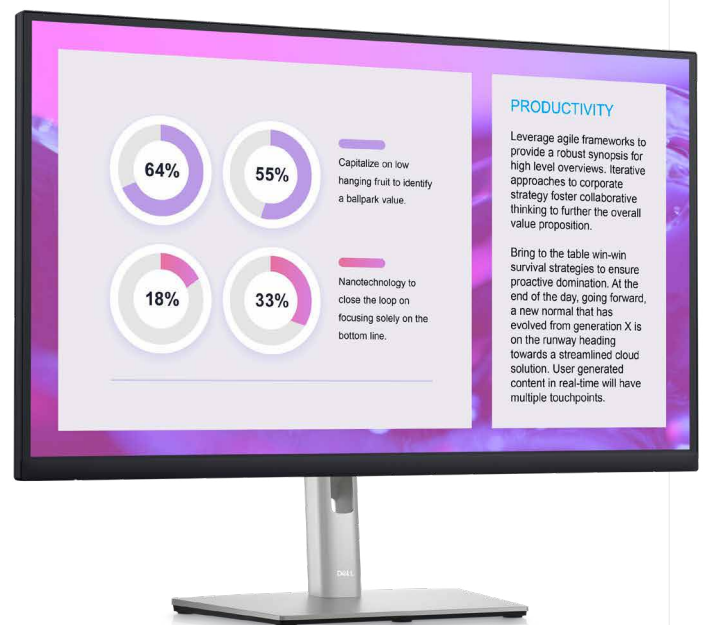 64%
55%
Capitalize on low
hanging fruit to identify
a ballpark value.
18%
33%
Nanotechnology to
close the loop on
focusing solely on the
bottom line.
PRODUCTIVITY
Leverage agile frameworks to
provide a robust synopsis for
high level overviews. Iterative
approaches to corporate
strategy foster collaborative
thinking to further the overall
value proposition.
Bring to the table win-win
survival strategies to ensure
proactive domination. At the
end of the day, going forward,
a new normal that has
evolved from generation X is
on the runway heading
towards a streamlined cloud
solution. User generated
content in real-time will have
multiple touchpoints.
DELL